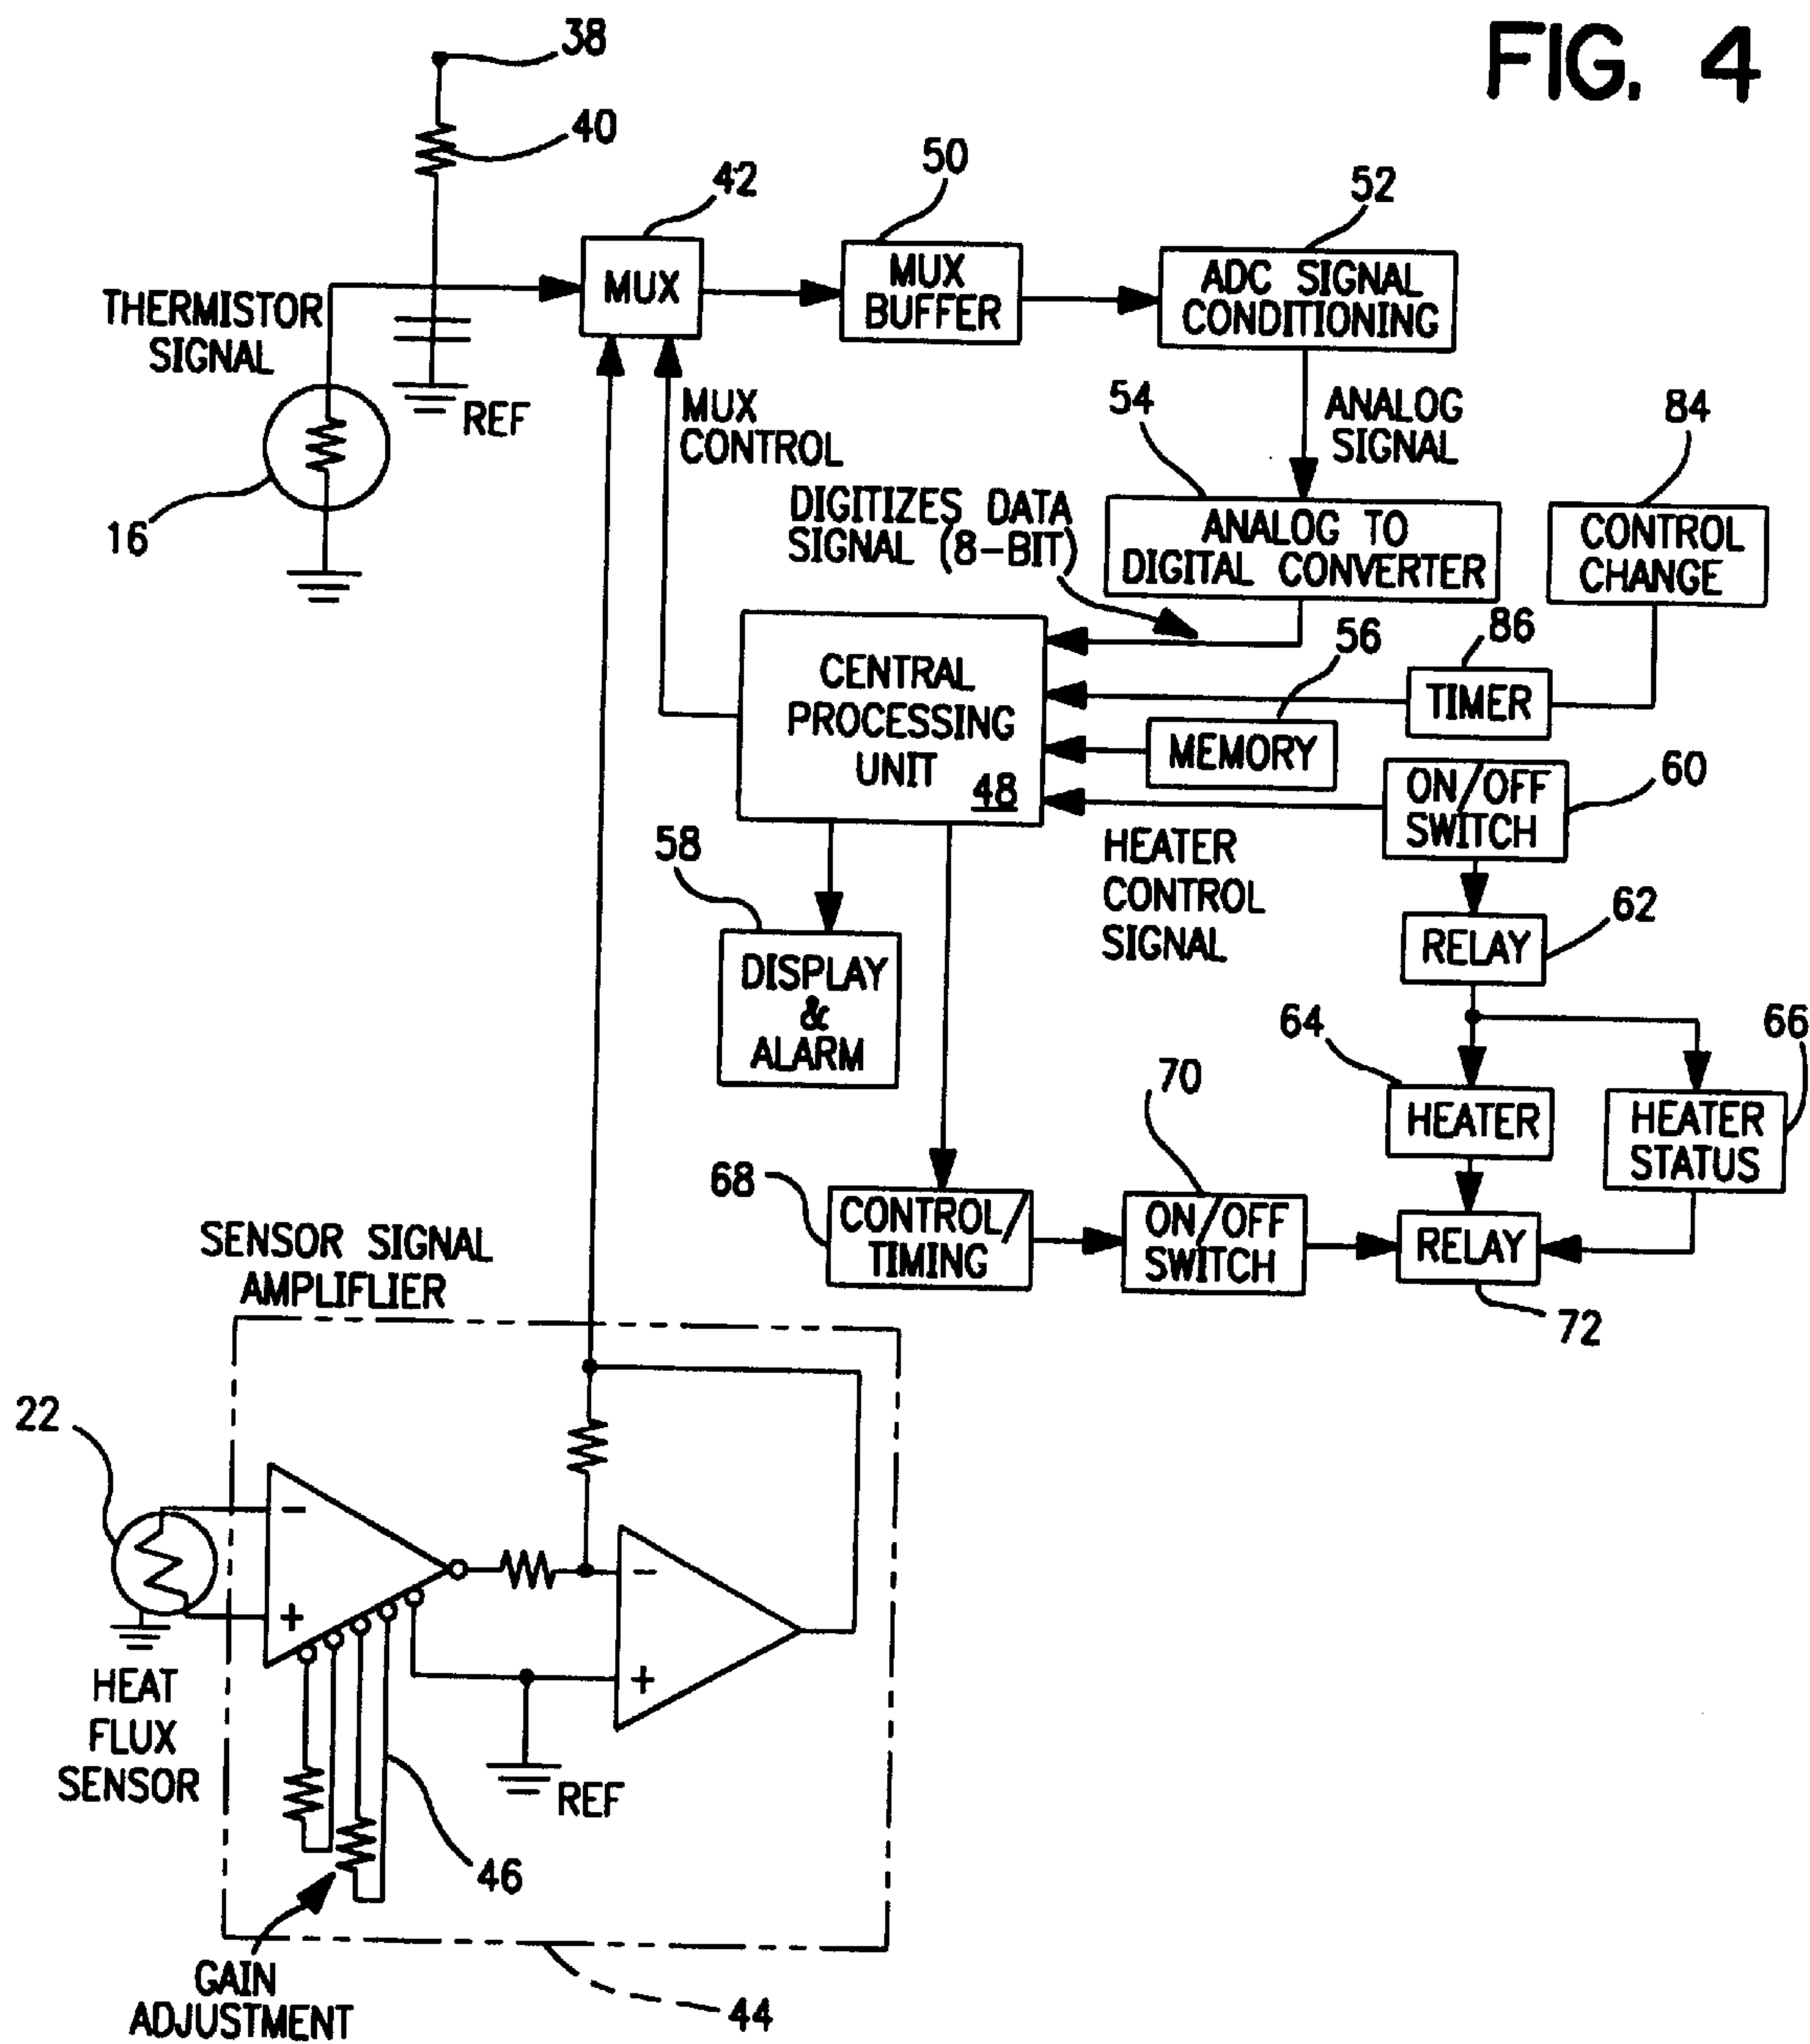 FIG. 4
38
40
42
50
52
MUX
MUX
BUFFER
ADC SIGNAL
CONDITIONING
THERMISTOR
SIGNAL
REF
16
MUX
CONTROL
ANALOG
SIGNAL
54
84
DIGITIZES DATA
SIGNAL (8-BIT)
ANALOG TO
DIGITAL CONVERTER
CONTROL
CHANGE
56
86
CENTRAL
PROCESSING
UNIT
48
TIMER
MEMORY
ON/OFF
SWITCH
60
HEATER
CONTROL
SIGNAL
58
DISPLAY
&
ALARM
RELAY
62
64
66
HEATER
HEATER
STATUS
70
68
CONTROL/
TIMING
ON/OFF
SWITCH
RELAY
72
SENSOR SIGNAL
AMPLIFLIER
22
-
+
-
+
HEAT
FLUX
SENSOR
REF
46
GAIN
ADJUSTMENT
44